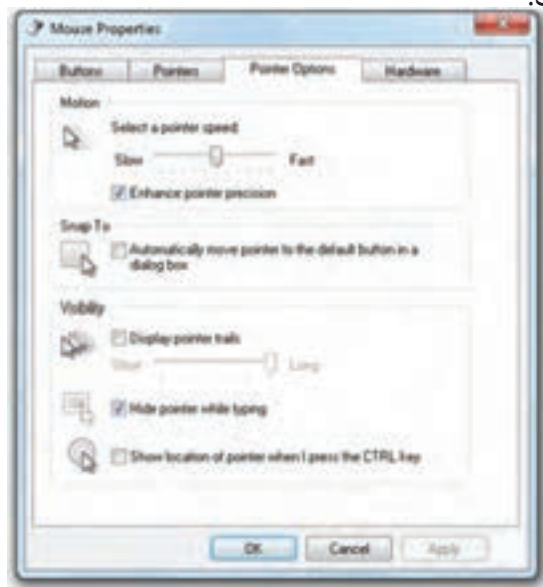 Mouse Properties
Buttons Pointers Pointer Options Hardware
Motion
Select a pointer speed:
Slow Fast
Enhance pointer precision
Snap To
Automatically move pointer to the default button in a
dialog box
Visibility
Display pointer trails
Short Long
Hide pointer while typing
Show location of pointer when I press the CTRL key
OK Cancel Apply